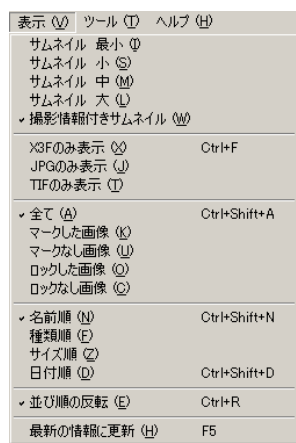 表示(V) ツール(T) ヘルプ(H)
サムネイル 最小(I)
サムネイル 小(S)
サムネイル 中(M)
サムネイル 大(L)
✓撮影情報付きサムネイル(W)
X3Fのみ表示(X) Ctrl+F
JPGのみ表示(J)
TIFのみ表示(T)
✓全て(A) Ctrl+Shift+A
マークした画像(K)
マークなし画像(U)
ロックした画像(O)
ロックなし画像(C)
✓名前順(N) Ctrl+Shift+N
種類順(F)
サイズ順(Z)
日付順(D) Ctrl+Shift+D
✓並び順の反転(E) Ctrl+R
最新の情報に更新(H) F5